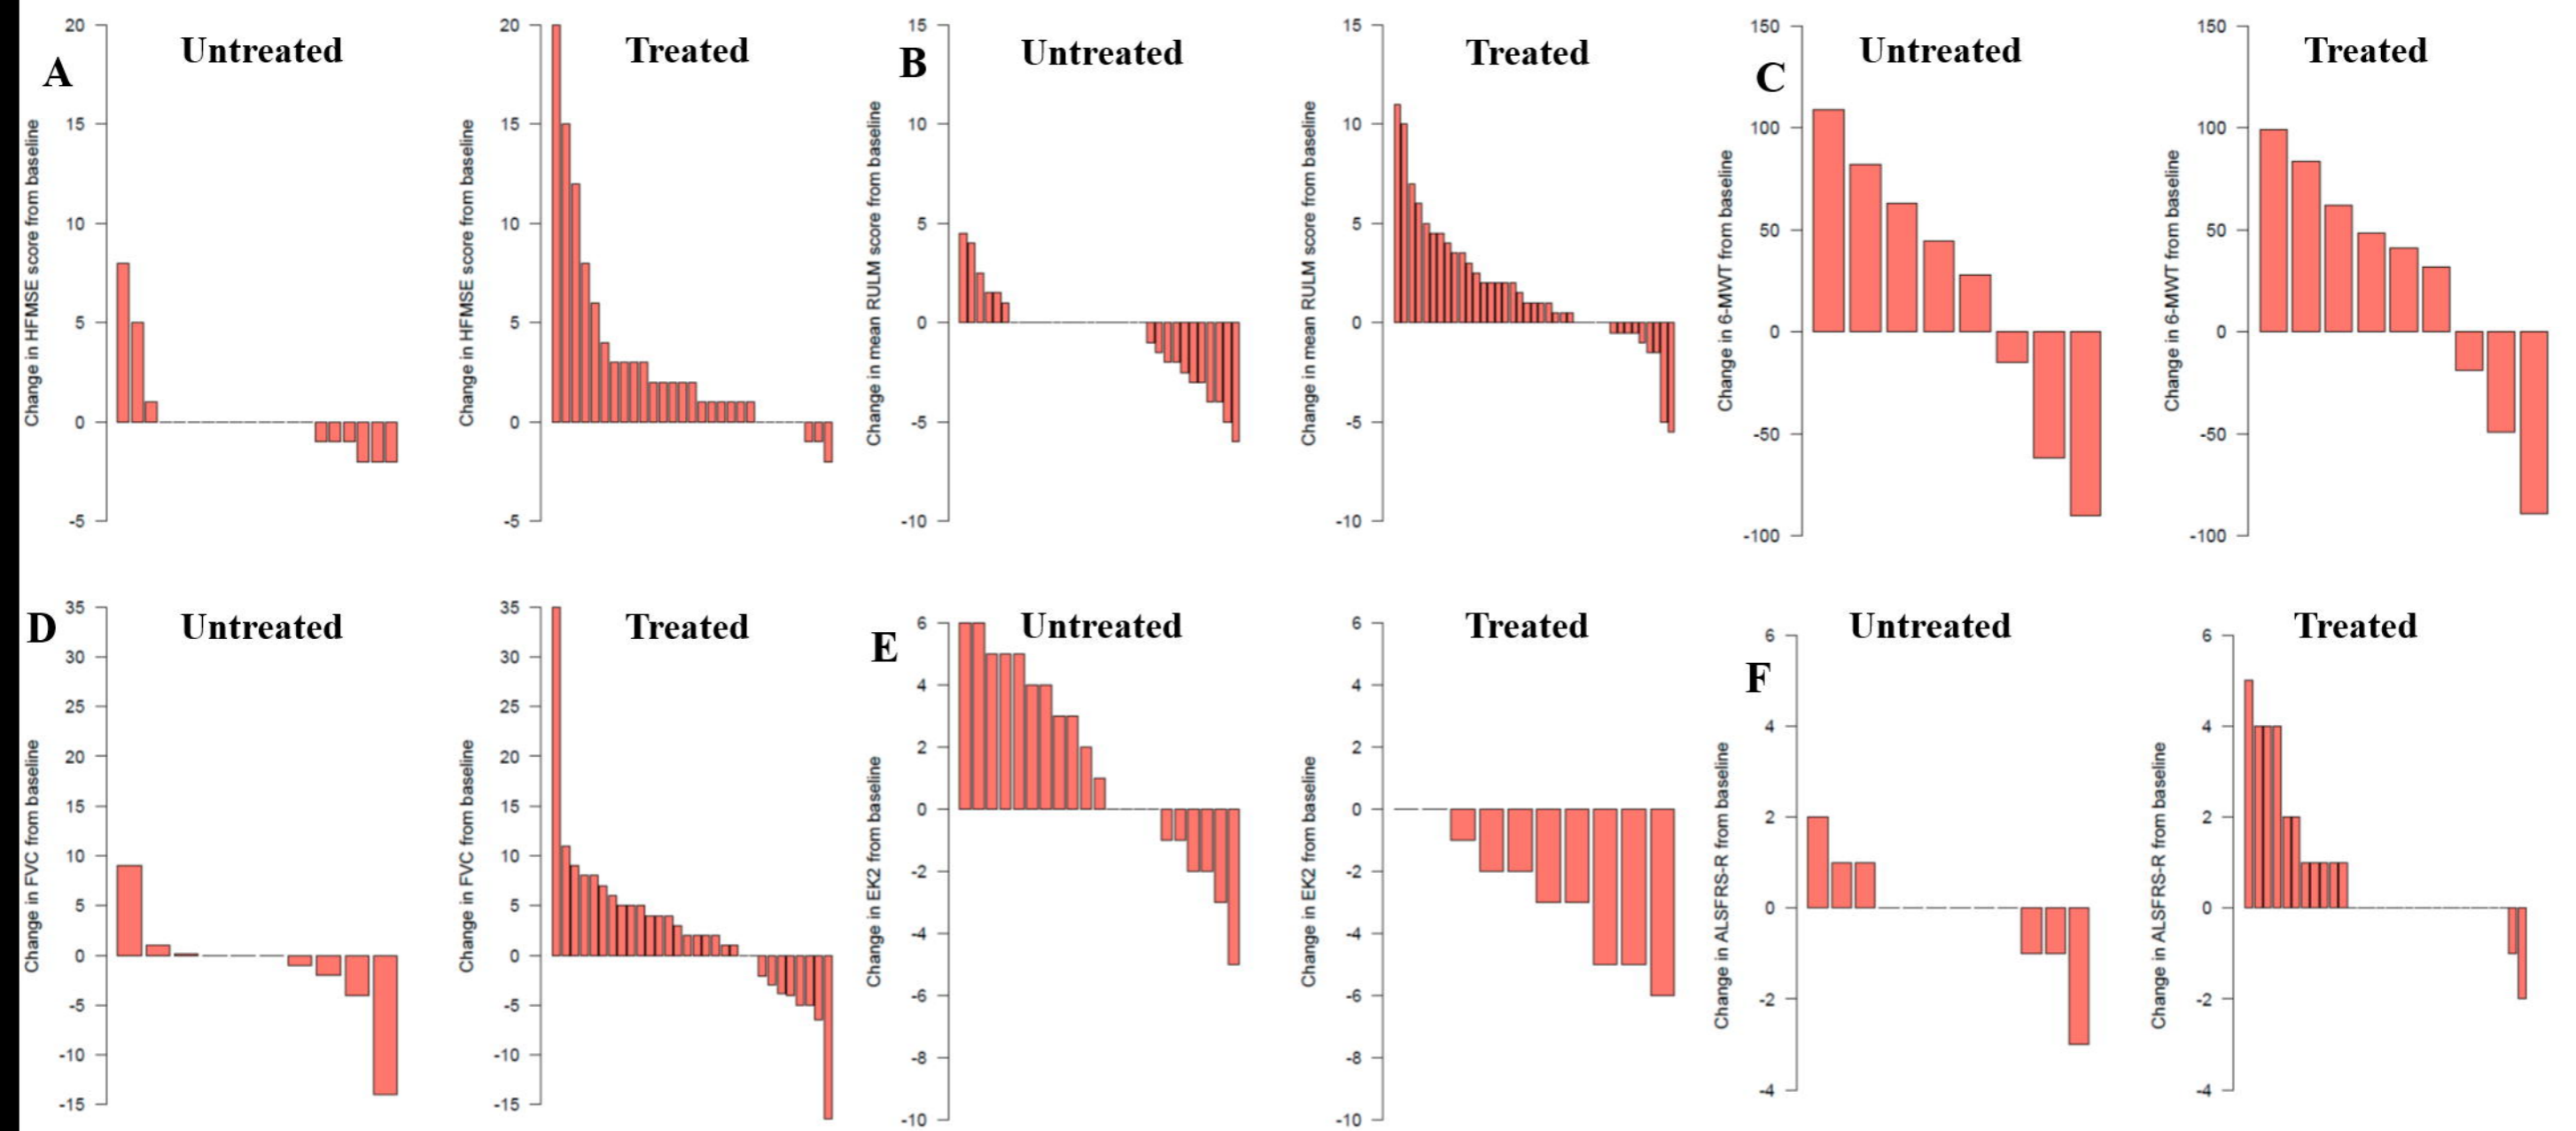 A
Untreated
Change in HFMSE score from baseline
20
15
10
5
0
-5
Treated
Change in HFMSE score from baseline
20
15
10
5
0
-5
B
Untreated
Change in mean RULM score from baseline
15
10
5
0
-5
-10
Treated
Change in mean RULM score from baseline
15
10
5
0
-5
-10
C
Untreated
Change in 6-MWT from baseline
150
100
50
0
-50
-100
Treated
Change in 6-MWT from baseline
150
100
50
0
-50
-100
D
Untreated
Change in FVC from baseline
35
30
25
20
15
10
5
0
-5
-10
-15
Treated
Change in FVC from baseline
35
30
25
20
15
10
5
0
-5
-10
-15
E
Untreated
Change in EK2 from baseline
6
4
2
0
-2
-4
-6
-8
-10
Treated
Change in EK2 from baseline
6
4
2
0
-2
-4
-6
-8
-10
F
Untreated
Change in ALSFRS-R from baseline
6
4
2
0
-2
-4
Treated
Change in ALSFRS-R from baseline
6
4
2
0
-2
-4